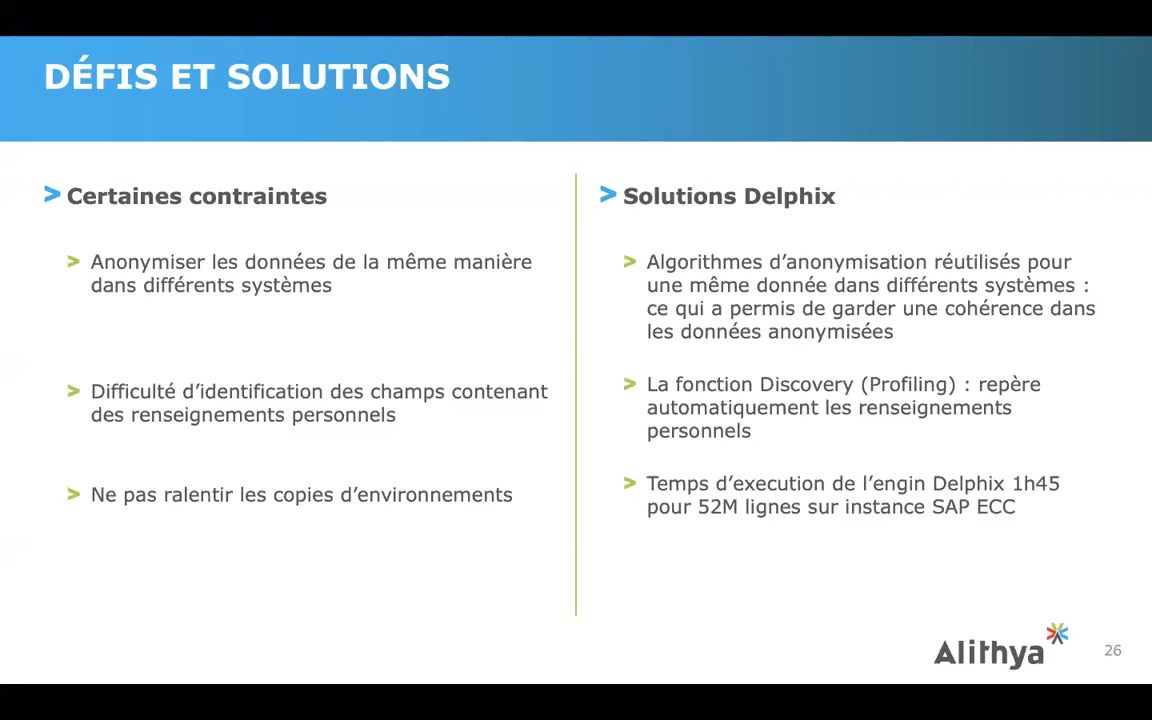 DÉFIS ET SOLUTIONS
> Certaines contraintes
> Anonymiser les données de la même manière
dans différents systèmes
> Difficulté d’identification des champs contenant
des renseignements personnels
> Ne pas ralentir les copies d’environnements
> Solutions Delphix
> Algorithmes d’anonymisation réutilisés pour
une même donnée dans différents systèmes :
ce qui a permis de garder une cohérence dans
les données anonymisées
> La fonction Discovery (Profiling) : repère
automatiquement les renseignements
personnels
> Temps d’execution de l’engin Delphix 1h45
pour 52M lignes sur instance SAP ECC
Alithya
26